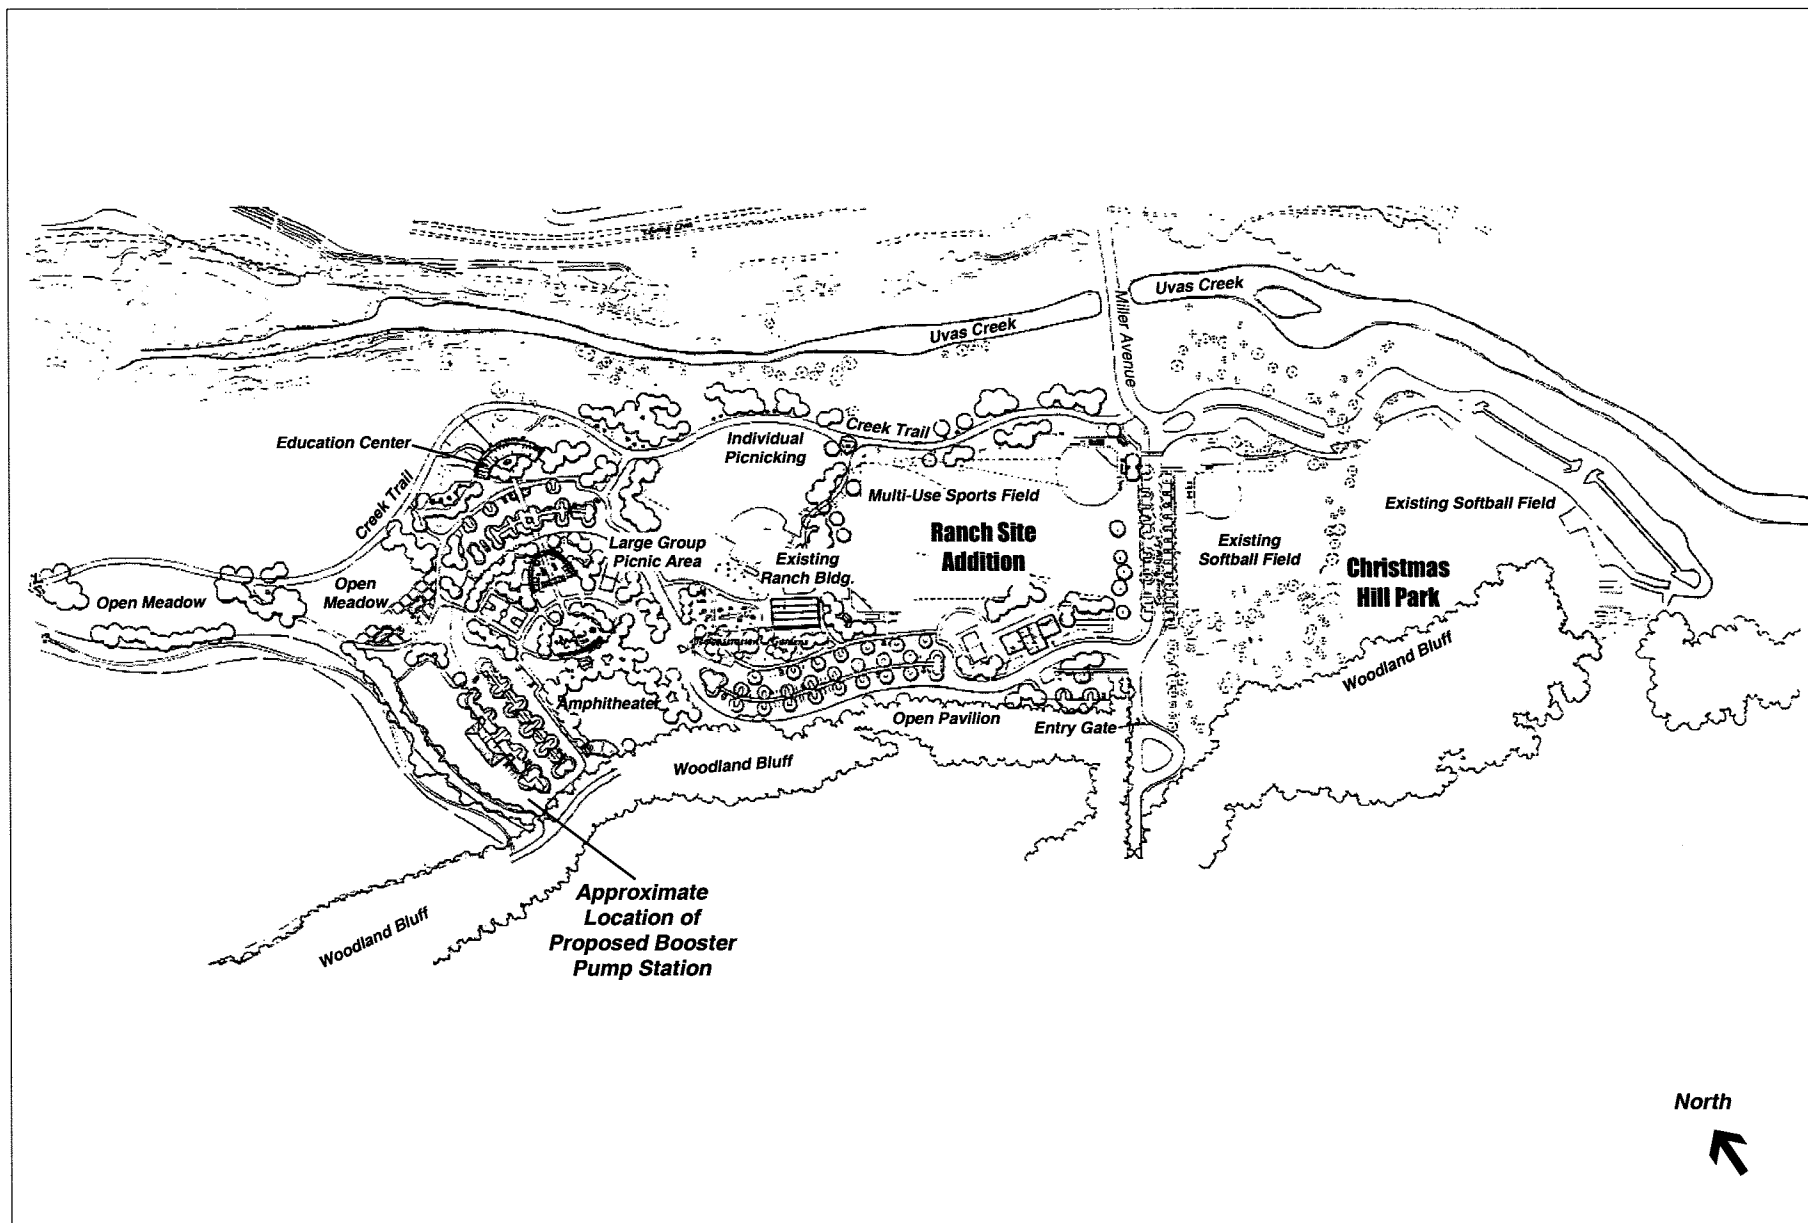 Uvas Creek
Uvas Creek
Miller Avenue
Education Center
Creek Trail
Individual
Picnicking
Creek Trail
Multi-Use Sports Field
Existing Softball Field
Ranch Site
Addition
Large Group
Picnic Area
Existing
Ranch Bldg.
Existing
Softball Field
Christmas
Hill Park
Open Meadow
Open
Meadow
Woodland Bluff
Amphitheater
Open Pavilion
Entry Gate
Woodland Bluff
Approximate
Location of
Proposed Booster
Pump Station
Woodland Bluff
North